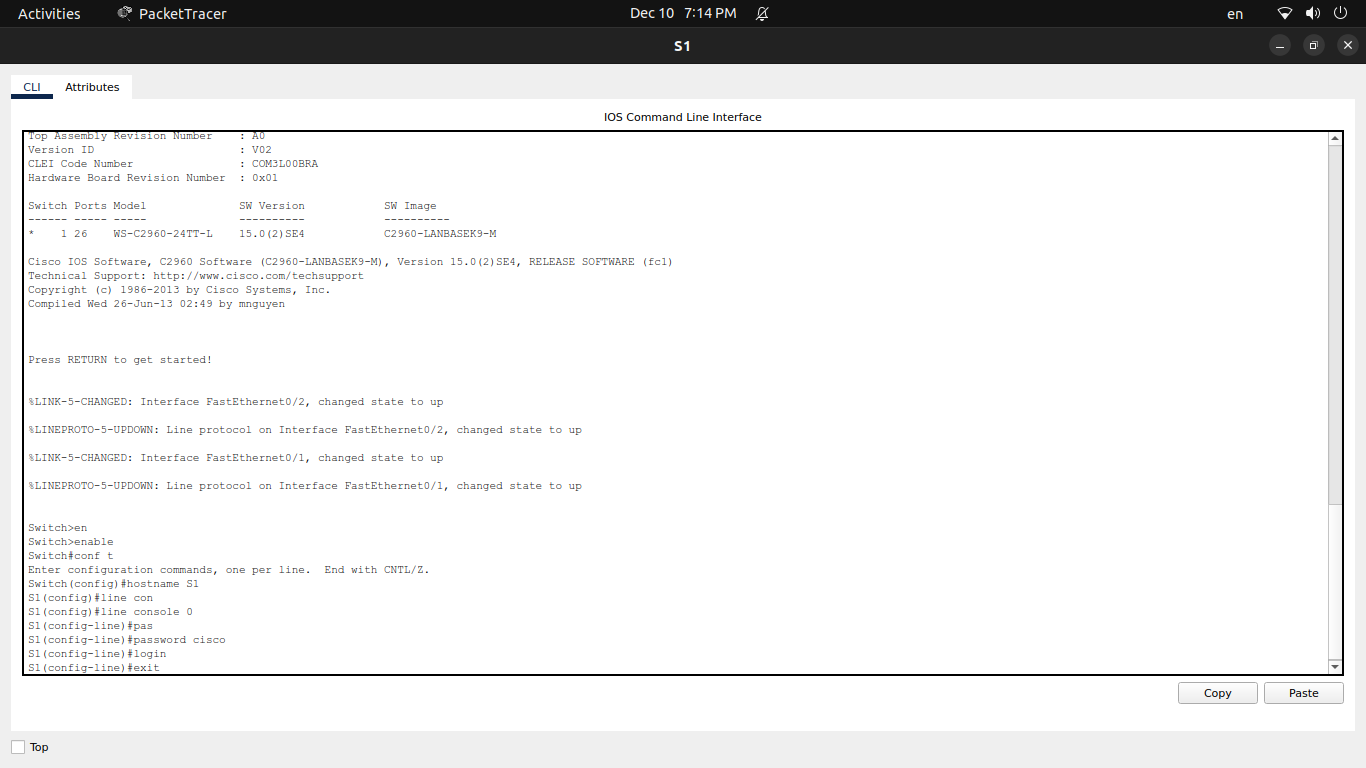 Activities PacketTracer Dec 10 7:14 PM en
S1
CLI Attributes
IOS Command Line Interface
Top Assembly Revision Number : A0
Version ID : V02
CLEI Code Number : COM3L00BRA
Hardware Board Revision Number : 0x01
Switch Ports Model SW Version SW Image
------ ----- ----- ---------- ----------
* 1 26 WS-C2960-24TT-L 15.0(2)SE4 C2960-LANBASEK9-M
Cisco IOS Software, C2960 Software (C2960-LANBASEK9-M), Version 15.0(2)SE4, RELEASE SOFTWARE (fc1)
Technical Support: http://www.cisco.com/techsupport
Copyright (c) 1986-2013 by Cisco Systems, Inc.
Compiled Wed 26-Jun-13 02:49 by mnguyen
Press RETURN to get started!
%LINK-5-CHANGED: Interface FastEthernet0/2, changed state to up
%LINEPROTO-5-UPDOWN: Line protocol on Interface FastEthernet0/2, changed state to up
%LINK-5-CHANGED: Interface FastEthernet0/1, changed state to up
%LINEPROTO-5-UPDOWN: Line protocol on Interface FastEthernet0/1, changed state to up
Switch>en
Switch>enable
Switch#conf t
Enter configuration commands, one per line. End with CNTL/Z.
Switch(config)#hostname S1
S1(config)#line con
S1(config)#line console 0
S1(config-line)#pas
S1(config-line)#password cisco
S1(config-line)#login
S1(config-line)#exit
Copy Paste
Top